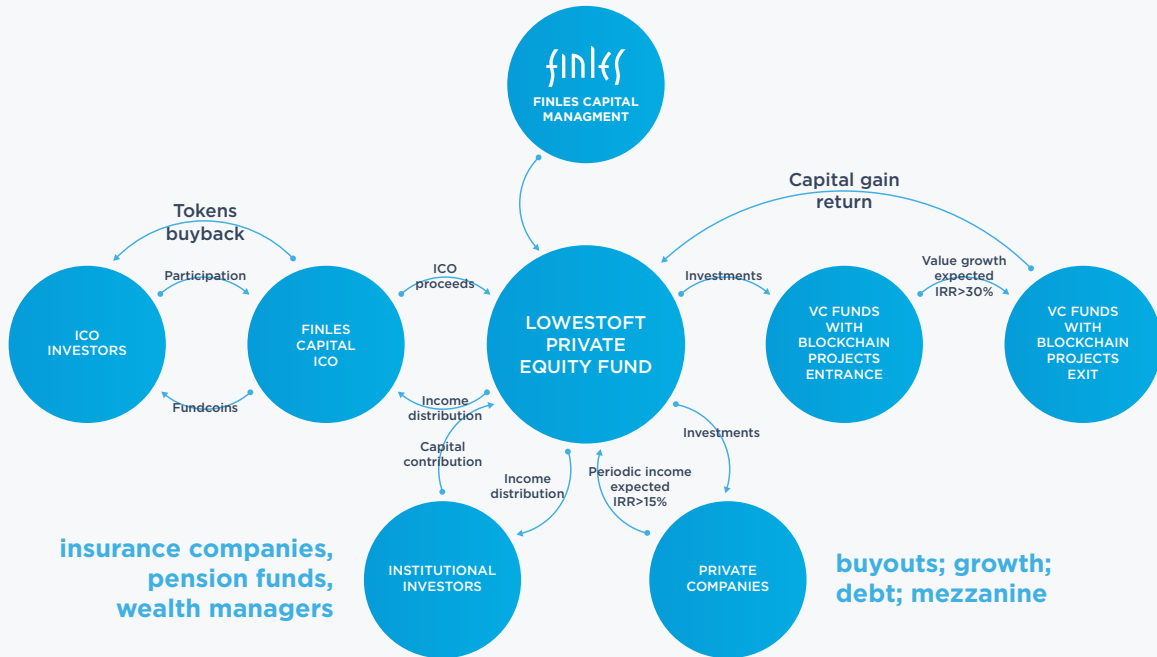 finles
FINLES CAPITAL
MANAGMENT
Capital gain
return
Tokens
buyback
Participation
ICO
proceeds
Investments
Value growth
expected
IRR>30%
ICO
INVESTORS
FINLES
CAPITAL
ICO
LOWESTOFT
PRIVATE
EQUITY FUND
VC FUNDS
WITH
BLOCKCHAIN
PROJECTS
ENTRANCE
VC FUNDS
WITH
BLOCKCHAIN
PROJECTS
EXIT
Fundcoins
Income
distribution
Capital
contribution
Income
distribution
Periodic income
expected
IRR>15%
Investments
insurance companies,
pension funds,
wealth managers
INSTITUTIONAL
INVESTORS
PRIVATE
COMPANIES
buyouts; growth;
debt; mezzanine